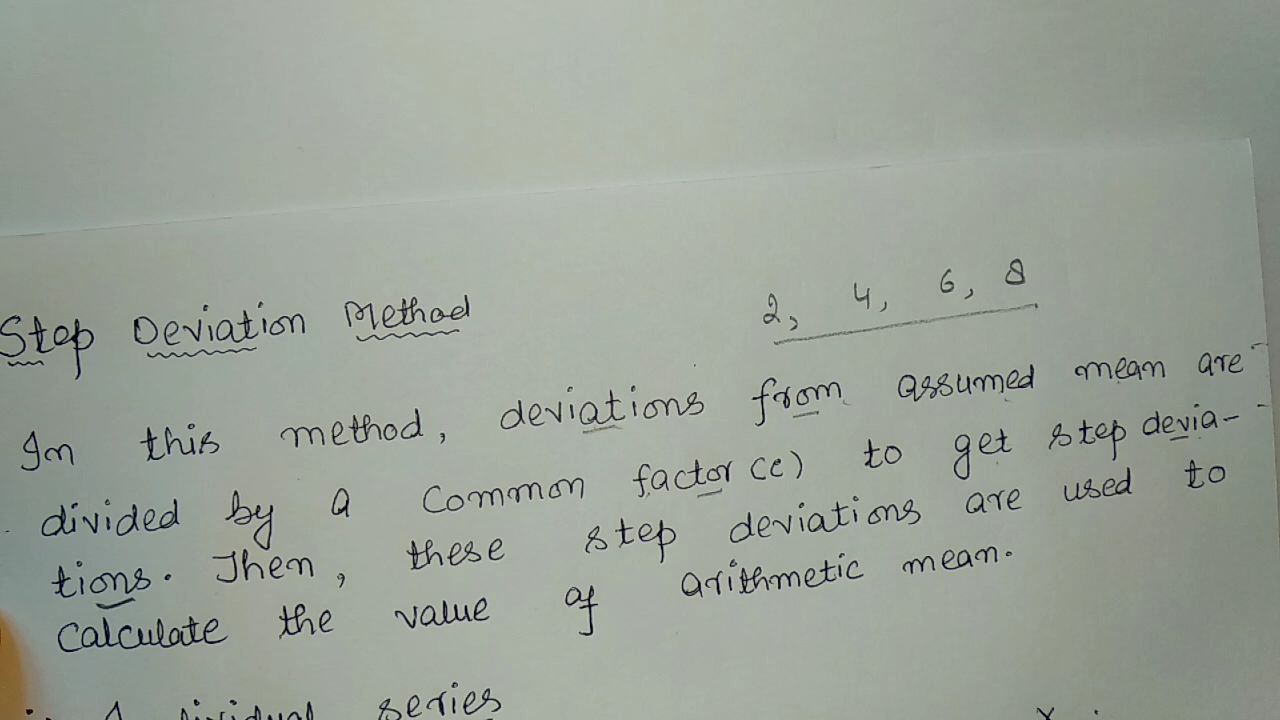 2, 4, 6, 8
Step Deviation Method
In this method, deviations from assumed mean are
divided by a Common factor (c) to get step devia-
tions. Then, these step deviations are used to
Calculate the value of arithmetic mean.
series